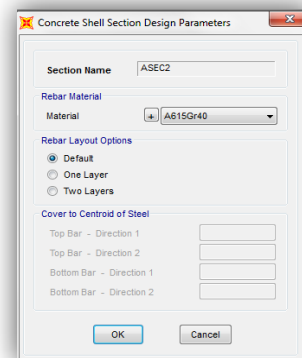 Concrete Shell Section Design Parameters
Section Name ASEC2
Rebar Material
Material + A615Gr40
Rebar Layout Options
Default
One Layer
Two Layers
Cover to Centroid of Steel
Top Bar - Direction 1
Top Bar - Direction 2
Bottom Bar - Direction 1
Bottom Bar - Direction 2
OK Cancel